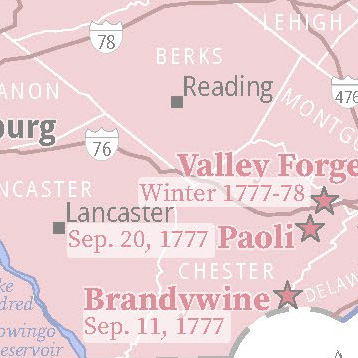 LEHIGH
78
BERKS
Reading
476
ANON
MONTGO
burg
76
Valley Forge
Winter 1777-78
NCASTER
Lancaster
Sep. 20, 1777
Paoli
CHESTER
DELAW
Brandywine
Sep. 11, 1777
ke
dred
owingo
eservoir